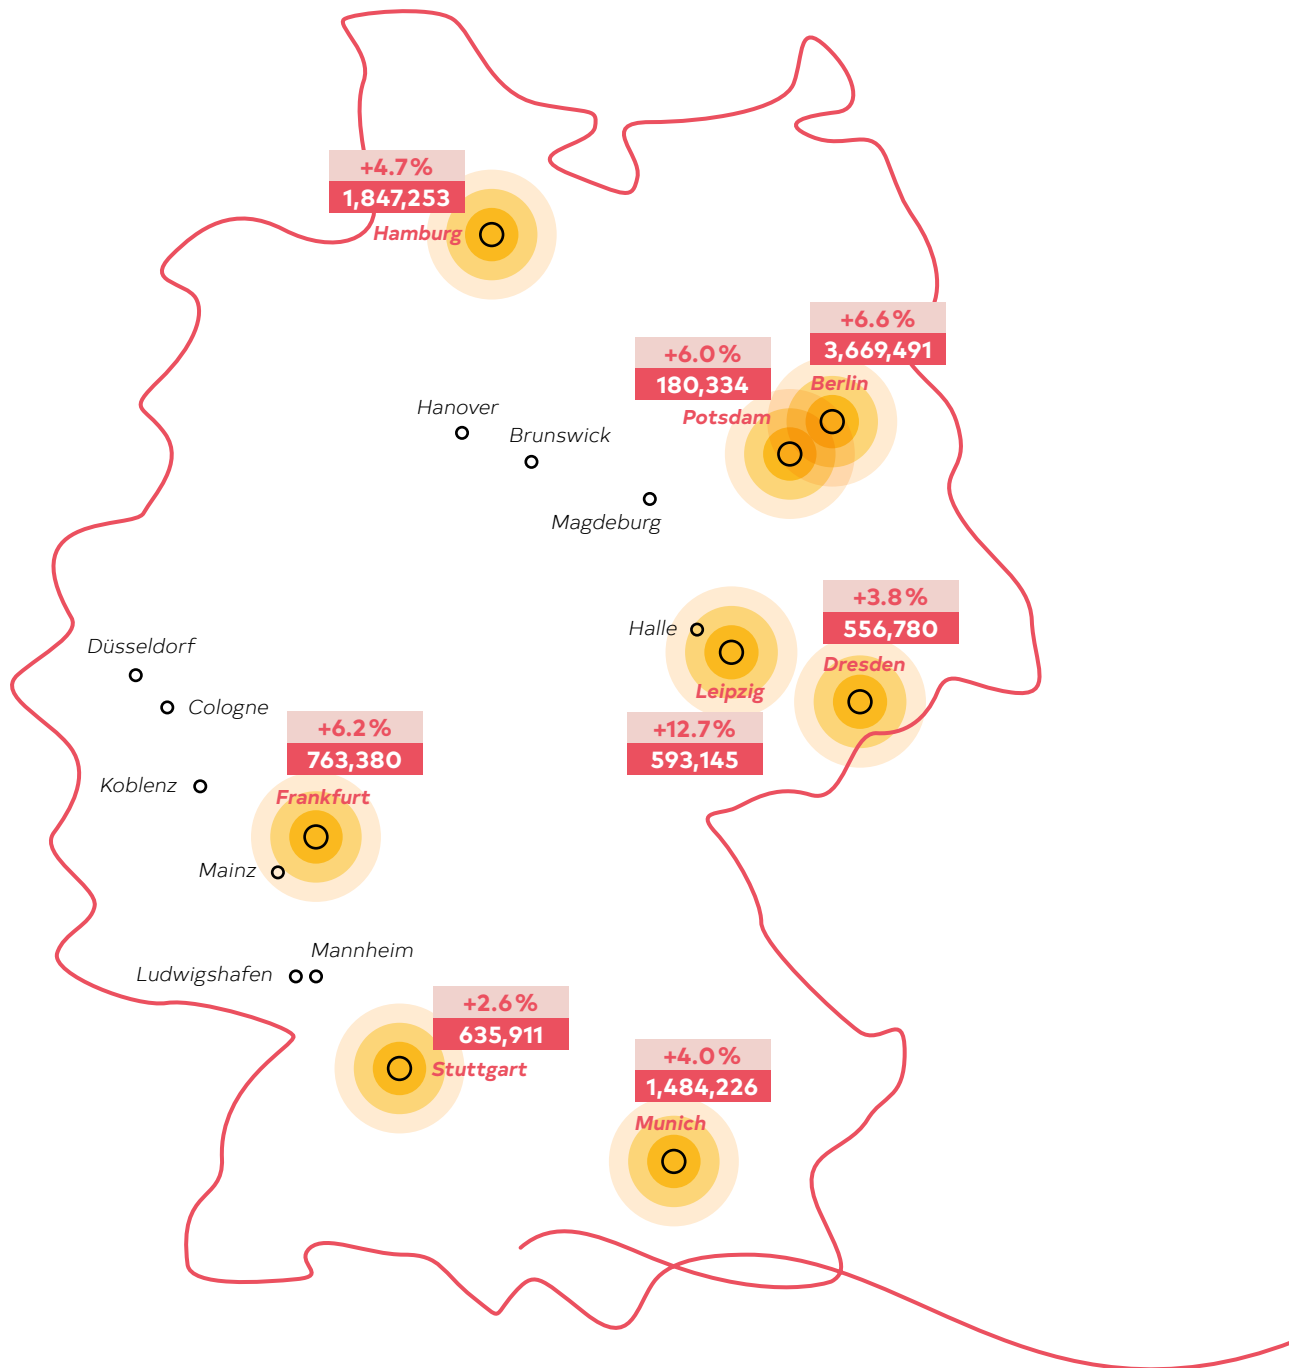 +4.7%
1,847,253
Hamburg
+6.6%
3,669,491
Berlin
+6.0%
180,334
Potsdam
Hanover
Brunswick
Magdeburg
+3.8%
556,780
Dresden
Halle
Leipzig
+12.7%
593,145
Düsseldorf
Cologne
+6.2%
763,380
Frankfurt
Koblenz
Mainz
Mannheim
Ludwigshafen
+2.6%
635,911
Stuttgart
+4.0%
1,484,226
Munich